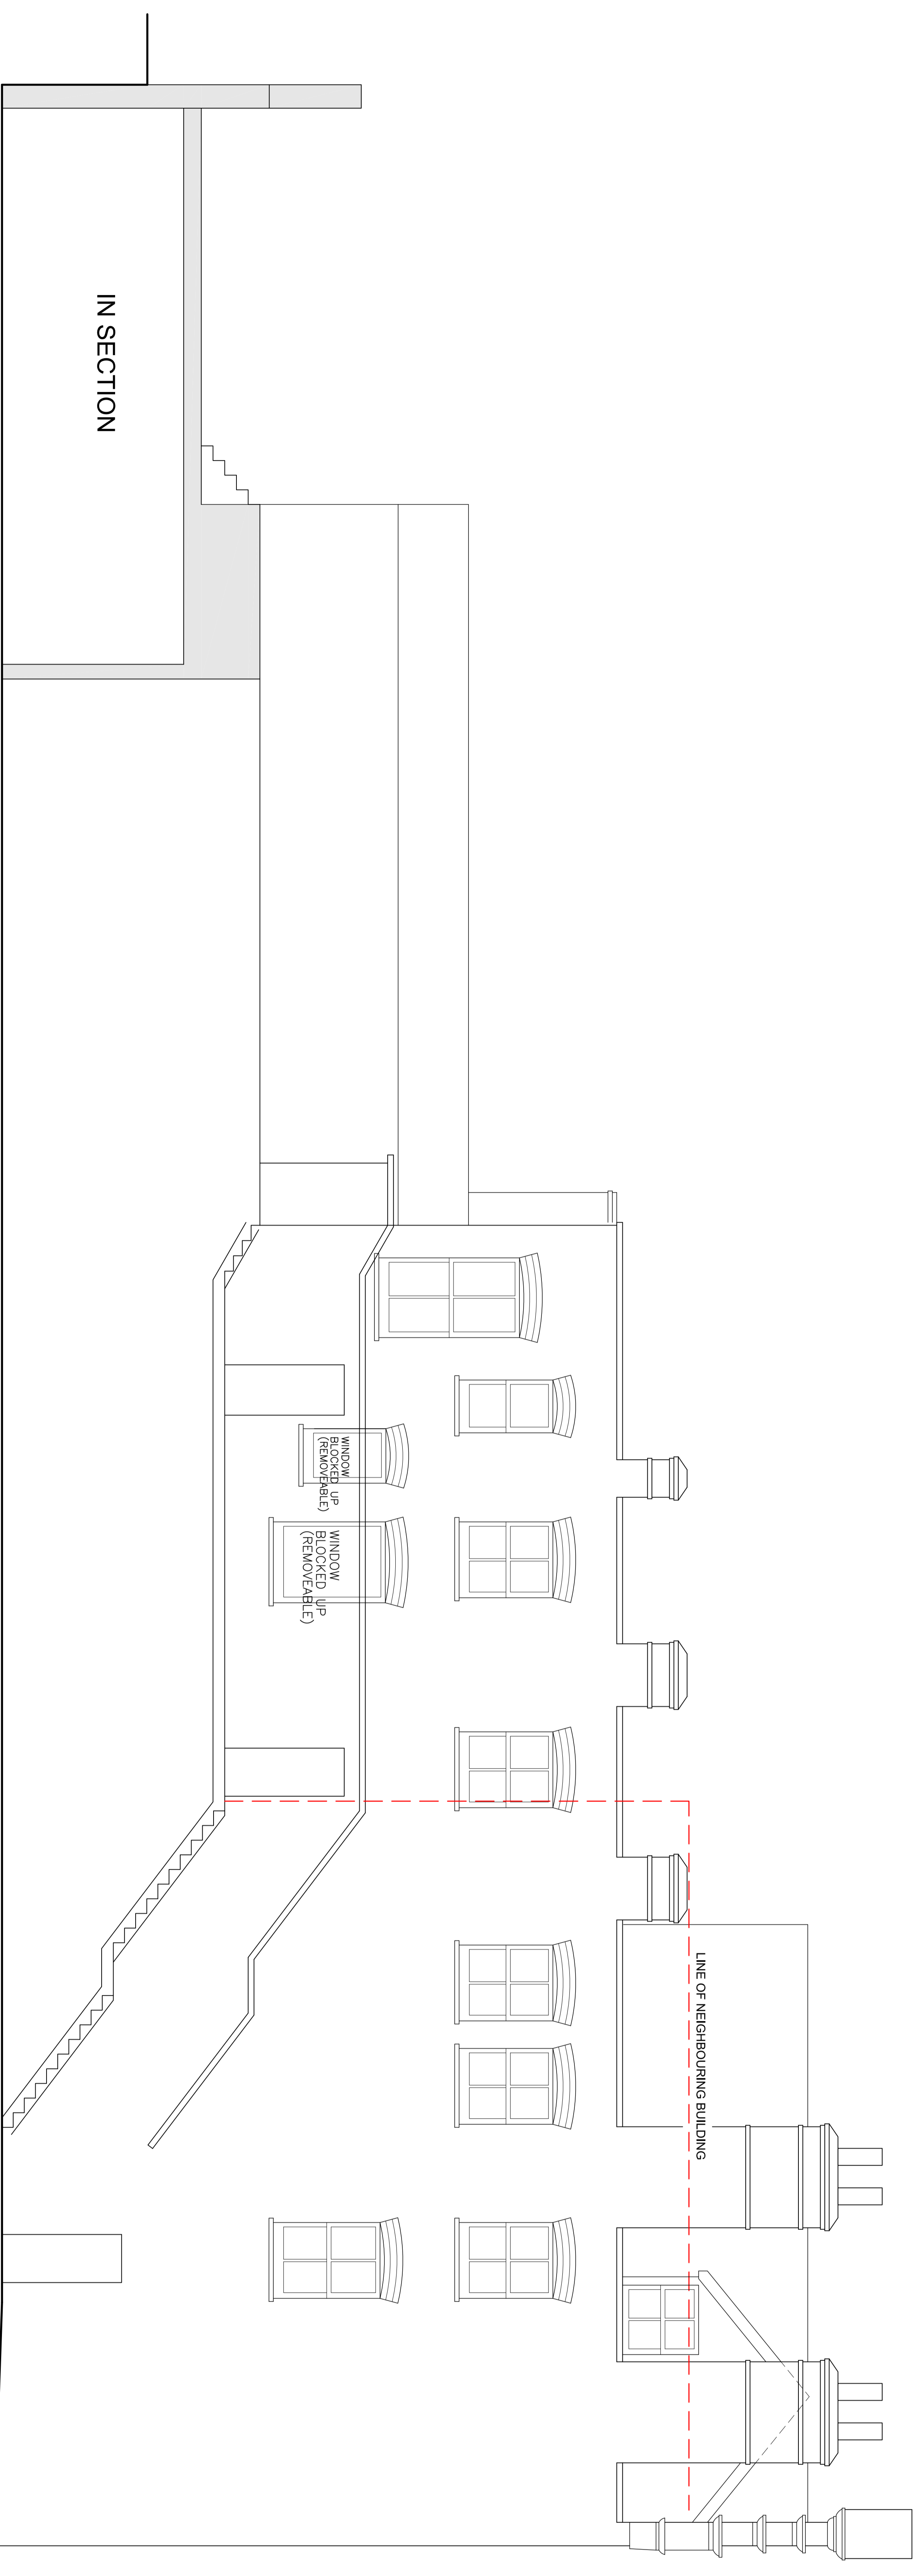 IN SECTION
WINDOW
BLOCKED UP
(REMOVEABLE)
WINDOW
BLOCKED UP
(REMOVEABLE)
LINE OF NEIGHBOURING BUILDING